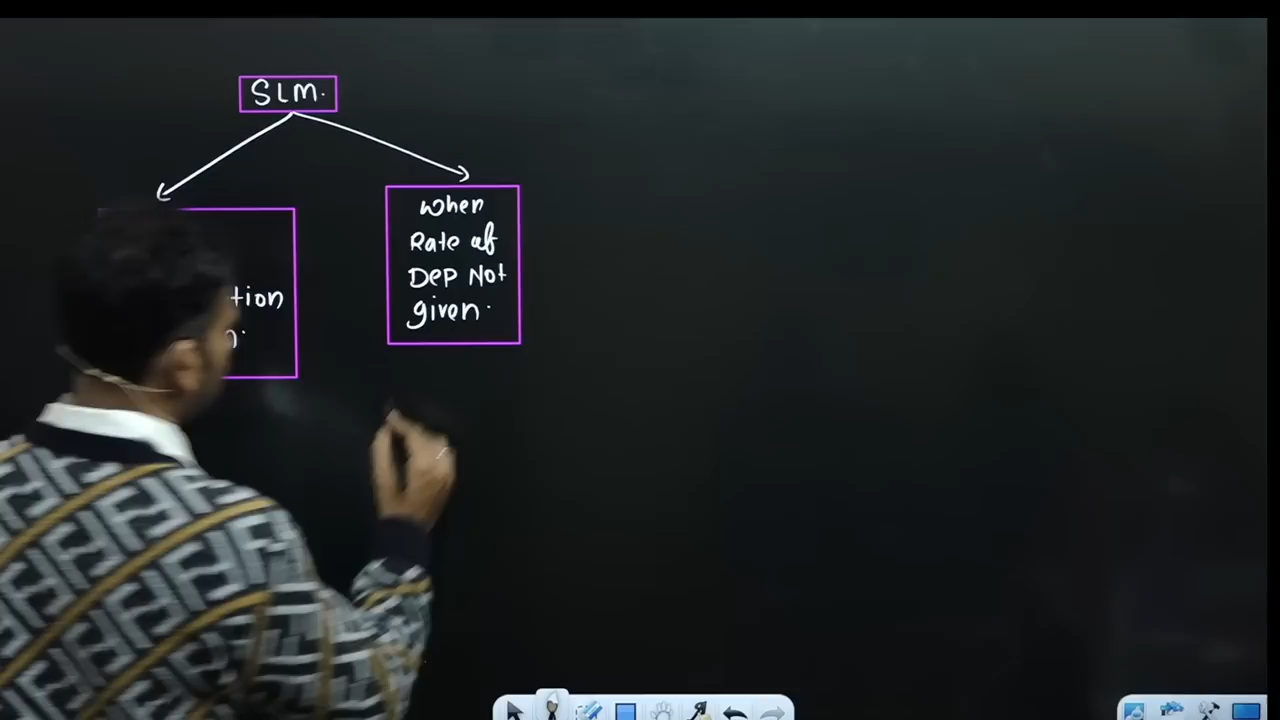 SLM.
tion
When
Rate of
Dep Not
given.